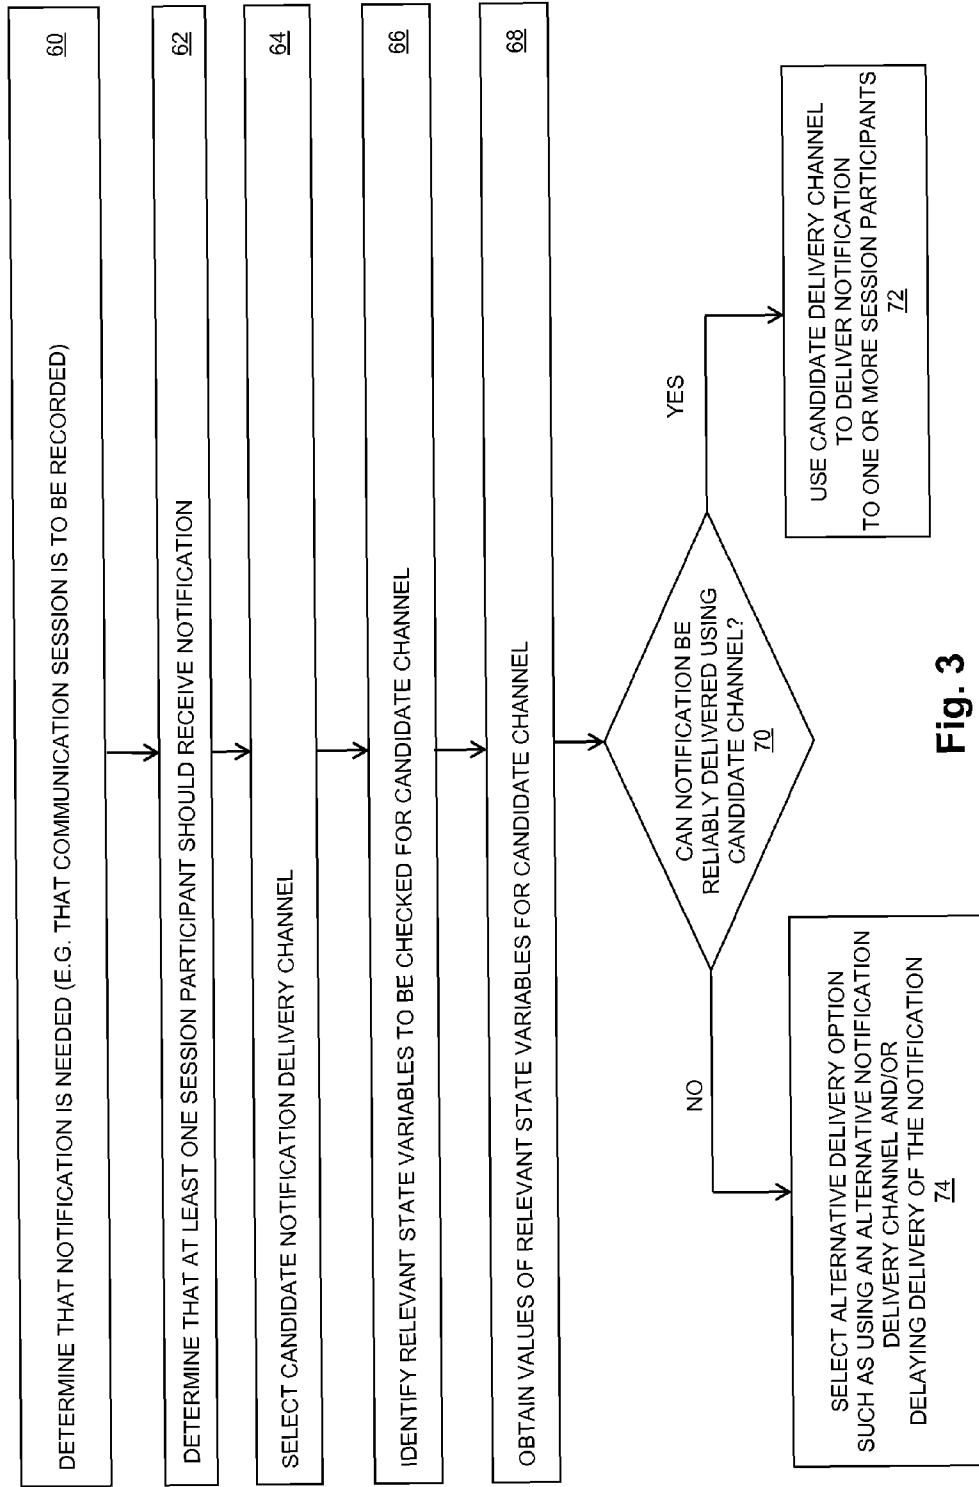 DETERMINE THAT NOTIFICATION IS NEEDED (E.G. THAT COMMUNICATION SESSION IS TO BE RECORDED) 60
DETERMINE THAT AT LEAST ONE SESSION PARTICIPANT SHOULD RECEIVE NOTIFICATION 62
SELECT CANDIDATE NOTIFICATION DELIVERY CHANNEL 64
IDENTIFY RELEVANT STATE VARIABLES TO BE CHECKED FOR CANDIDATE CHANNEL 66
OBTAIN VALUES OF RELEVANT STATE VARIABLES FOR CANDIDATE CHANNEL 68
CAN NOTIFICATION BE
RELIABLY DELIVERED USING
CANDIDATE CHANNEL?
70
NO
YES
SELECT ALTERNATIVE DELIVERY OPTION
SUCH AS USING AN ALTERNATIVE NOTIFICATION
DELIVERY CHANNEL AND/OR
DELAYING DELIVERY OF THE NOTIFICATION
74
USE CANDIDATE DELIVERY CHANNEL
TO DELIVER NOTIFICATION
TO ONE OR MORE SESSION PARTICIPANTS
72
Fig. 3